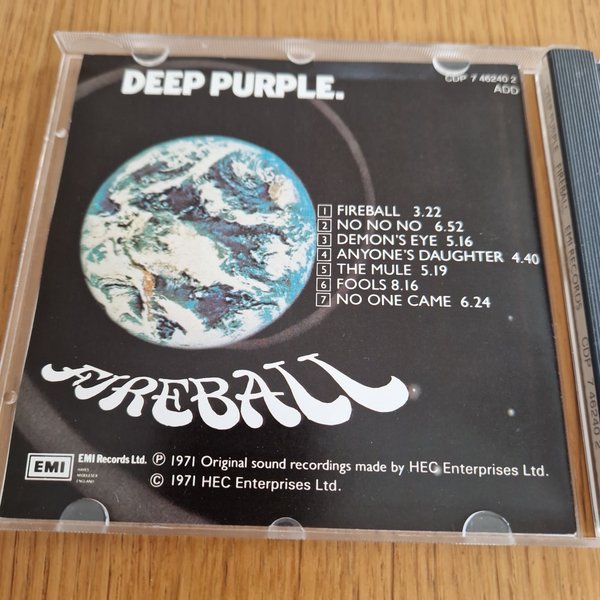 DEEP PURPLE.
CDP 7 46240 2
ADD
1 FIREBALL 3.22
2 NO NO NO 6.52
3 DEMON'S EYE 5.16
4 ANYONE'S DAUGHTER 4.40
5 THE MULE 5.19
6 FOOLS 8.16
7 NO ONE CAME 6.24
FIREBALL
EMI
EMI Records Ltd.
HAYES
MIDDLESEX
ENGLAND
℗ 1971 Original sound recordings made by HEC Enterprises Ltd.
© 1971 HEC Enterprises Ltd.
EMI RECORDS
CDP 7 46240 2